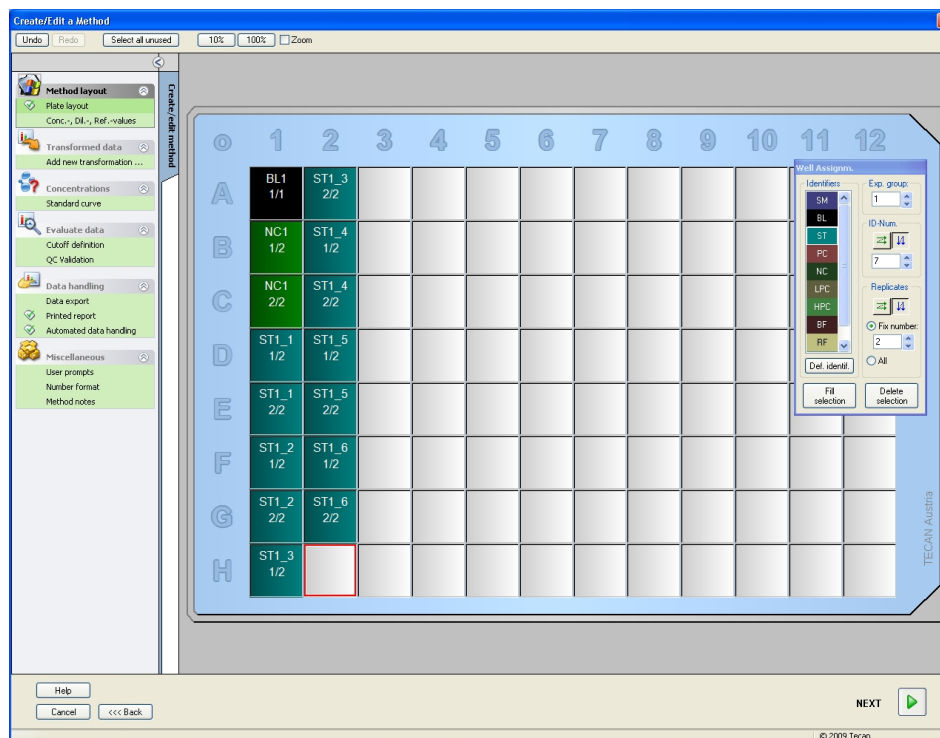 Create/Edit a Method
Undo Redo Select all unused 10% 100% Zoom
Method layout
Plate layout
Conc.-, Dil.-, Ref.-values
Transformed data
Add new transformation ...
Concentrations
Standard curve
Evaluate data
Cutoff definition
QC Validation
Data handling
Data export
Printed report
Automated data handling
Miscellaneous
User prompts
Number format
Method notes
Create/edit method
1 2 3 4 5 6 7 8 9 10 11 12
A
BL1 ST1_3
1/1 2/2
B
NC1 ST1_4
1/2 1/2
C
NC1 ST1_4
2/2 2/2
D
ST1_1 ST1_5
1/2 1/2
E
ST1_1 ST1_5
2/2 2/2
F
ST1_2 ST1_6
1/2 1/2
G
ST1_2 ST1_6
2/2 2/2
H
ST1_3
1/2
Well Assignm.
Identifiers
SM
BL
ST
PC
NC
LPC
HPC
BF
RF
Def. identif.
Exp. group:
1
ID-Num.
7
Replicates
Fix number:
2
All
Fill selection
Delete selection
TECAN Austria
Help
Cancel <<< Back
NEXT
© 2009 Tecan